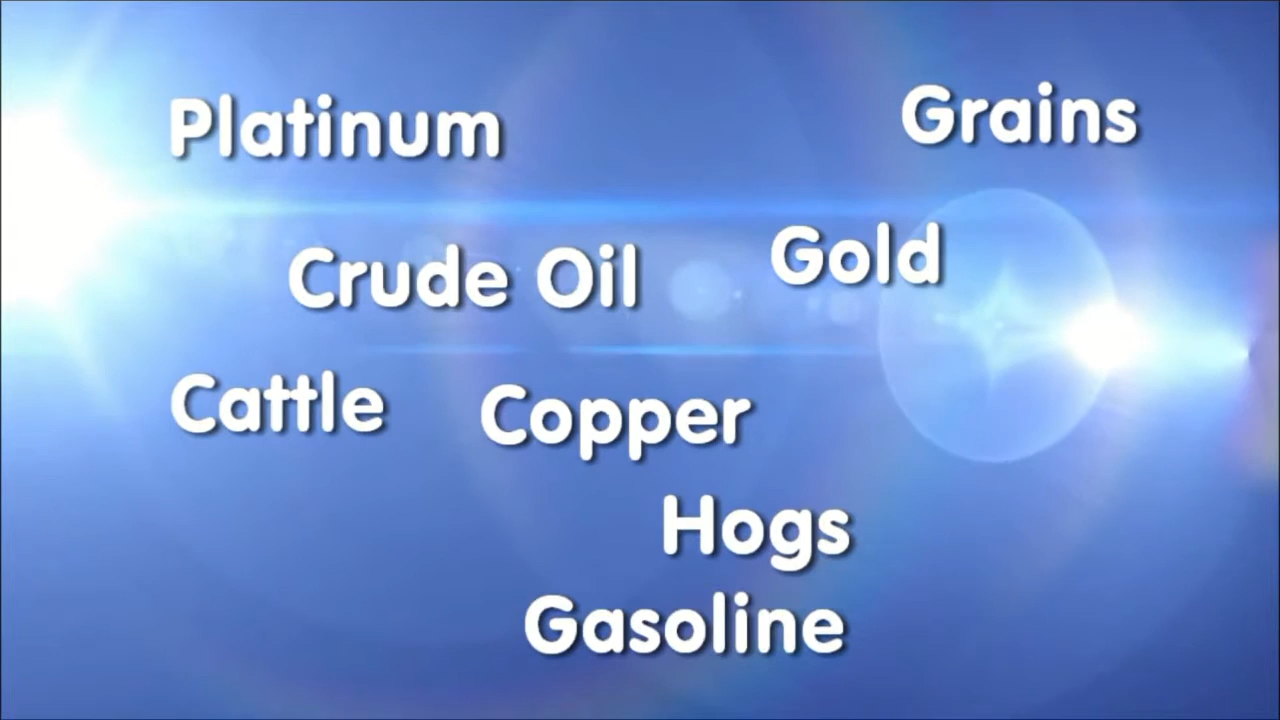 Platinum
Grains
Crude Oil
Gold
Cattle
Copper
Hogs
Gasoline